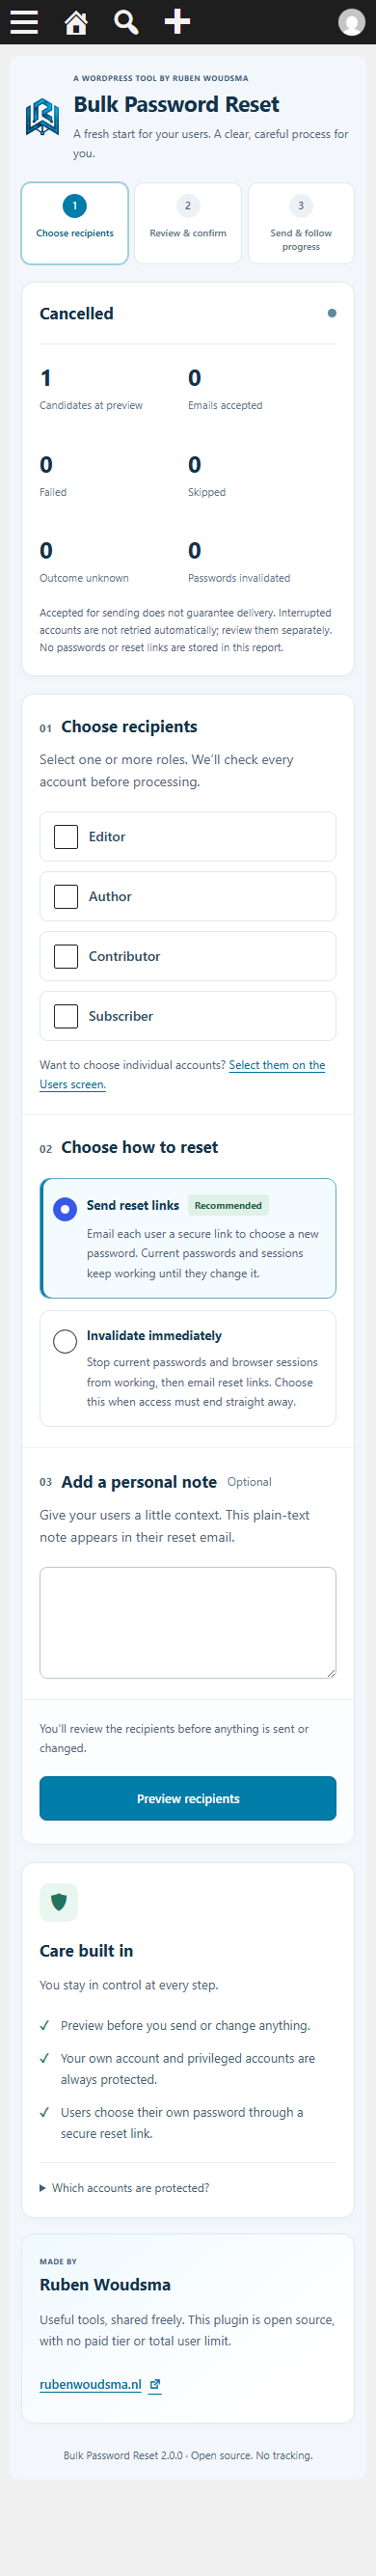 A WORDPRESS TOOL BY RUBEN WOUDSMA
Bulk Password Reset
A fresh start for your users. A clear, careful process for
you.
1
Choose recipients
2
Review & confirm
3
Send & follow
progress
Cancelled
1
Candidates at preview
0
Emails accepted
0
Failed
0
Skipped
0
Outcome unknown
0
Passwords invalidated
Accepted for sending does not guarantee delivery. Interrupted
accounts are not retried automatically; review them separately.
No passwords or reset links are stored in this report.
01 Choose recipients
Select one or more roles. We’ll check every
account before processing.
Editor
Author
Contributor
Subscriber
Want to choose individual accounts? Select them on the
Users screen.
02 Choose how to reset
Send reset links Recommended
Email each user a secure link to choose a new
password. Current passwords and sessions
keep working until they change it.
Invalidate immediately
Stop current passwords and browser sessions
from working, then email reset links. Choose
this when access must end straight away.
03 Add a personal note Optional
Give your users a little context. This plain-text
note appears in their reset email.
You’ll review the recipients before anything is sent or
changed.
Preview recipients
Care built in
You stay in control at every step.
✓ Preview before you send or change anything.
✓ Your own account and privileged accounts are
always protected.
✓ Users choose their own password through a
secure reset link.
Which accounts are protected?
MADE BY
Ruben Woudsma
Useful tools, shared freely. This plugin is open source,
with no paid tier or total user limit.
rubenwoudsma.nl
Bulk Password Reset 2.0.0 · Open source. No tracking.